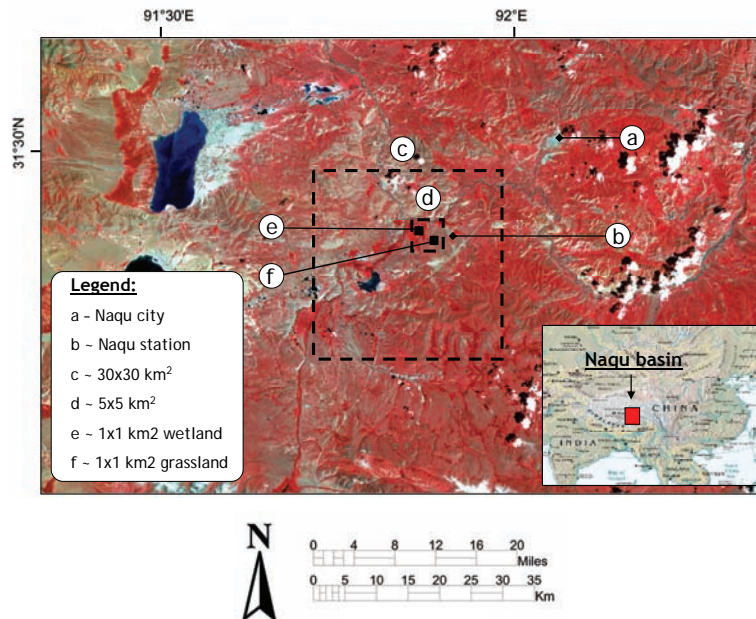 91°30'E
92°E
31°30'N
a
c
d
e
b
f
Legend:
a - Naqu city
b ~ Naqu station
c ~ 30x30 km²
d ~ 5x5 km²
e ~ 1x1 km2 wetland
f ~ 1x1 km2 grassland
Naqu basin
CHINA
INDIA
N
0 4 8 12 16 20
Miles
0 5 10 15 20 25 30 35
Km